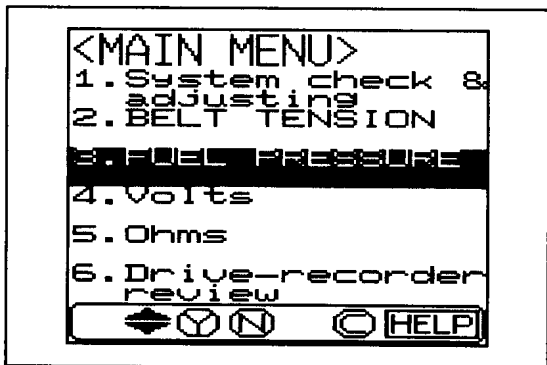 <MAIN MENU>
1.System check &
adjusting
2.BELT TENSION
3.FUEL PRESSURE
4.Volts
5.Ohms
6.Drive-recorder
review
Y N C HELP